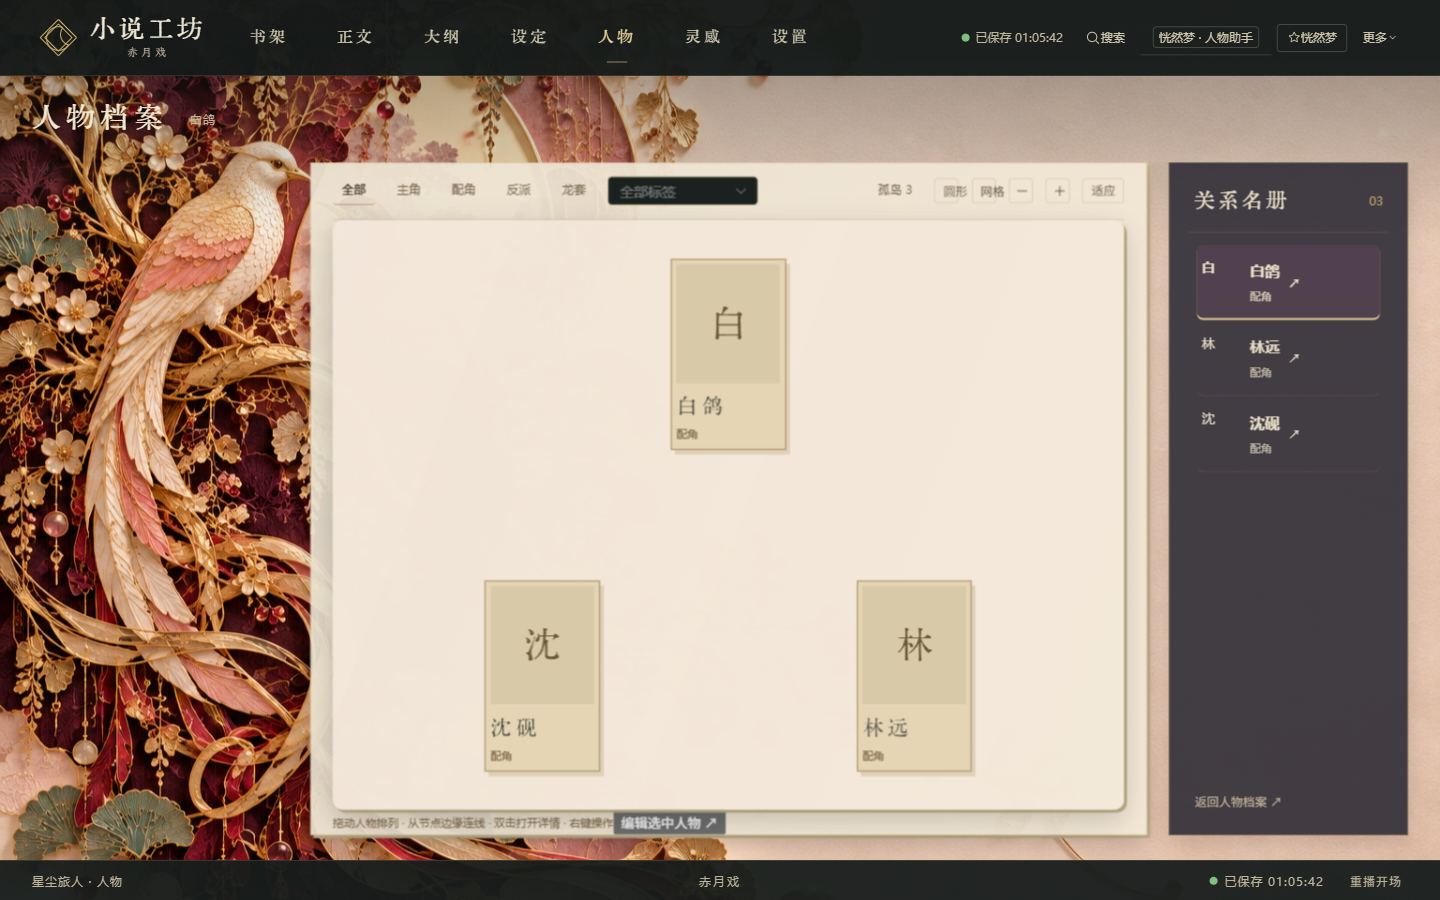 小说工坊
赤月戏
书架 正文 大纲 设定 人物 灵感 设置
已保存 01:05:42 搜索 恍然梦 · 人物助手 恍然梦 更多
人物档案 白鸽
全部 主角 配角 反派 龙套 全部标签 孤岛 3 圆形 网格 − + 适应
白
白鸽
配角
沈
沈砚
配角
林
林远
配角
拖动人物排列 · 从节点边缘连线 · 双击打开详情 · 右键操作 编辑选中人物 ↗
关系名册 03
白 白鸽 ↗
配角
林 林远 ↗
配角
沈 沈砚 ↗
配角
返回人物档案 ↗
星尘旅人 · 人物 赤月戏 已保存 01:05:42 重播开场